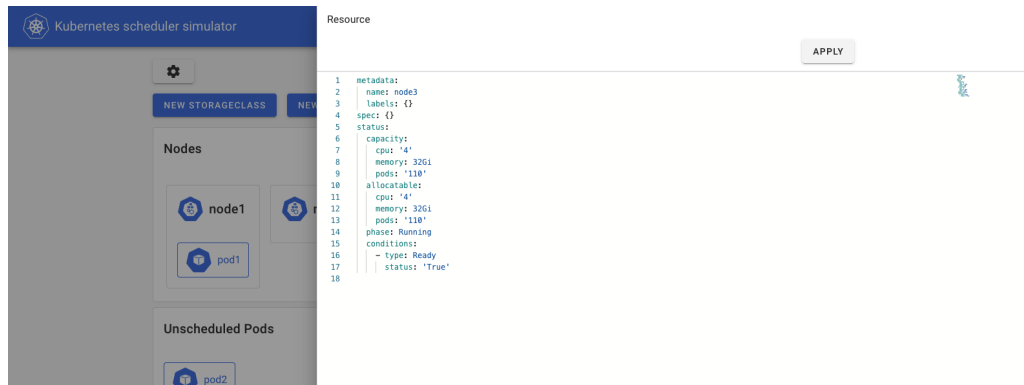 Kubernetes scheduler simulator
NEW STORAGECLASS
Nodes
node1
pod1
Unscheduled Pods
pod2
Resource
APPLY
1 metadata:
2 name: node3
3 labels: {}
4 spec: {}
5 status:
6 capacity:
7 cpu: '4'
8 memory: 32Gi
9 pods: '110'
10 allocatable:
11 cpu: '4'
12 memory: 32Gi
13 pods: '110'
14 phase: Running
15 conditions:
16 - type: Ready
17 status: 'True'
18